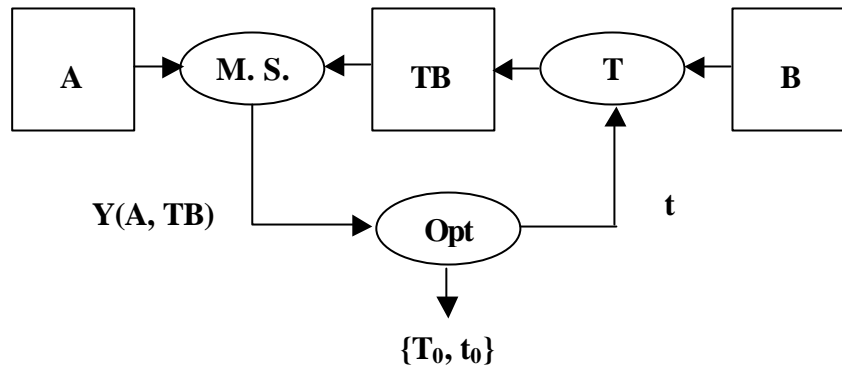 A
M. S.
TB
T
B
Y(A, TB)
Opt
t
{T₀, t₀}